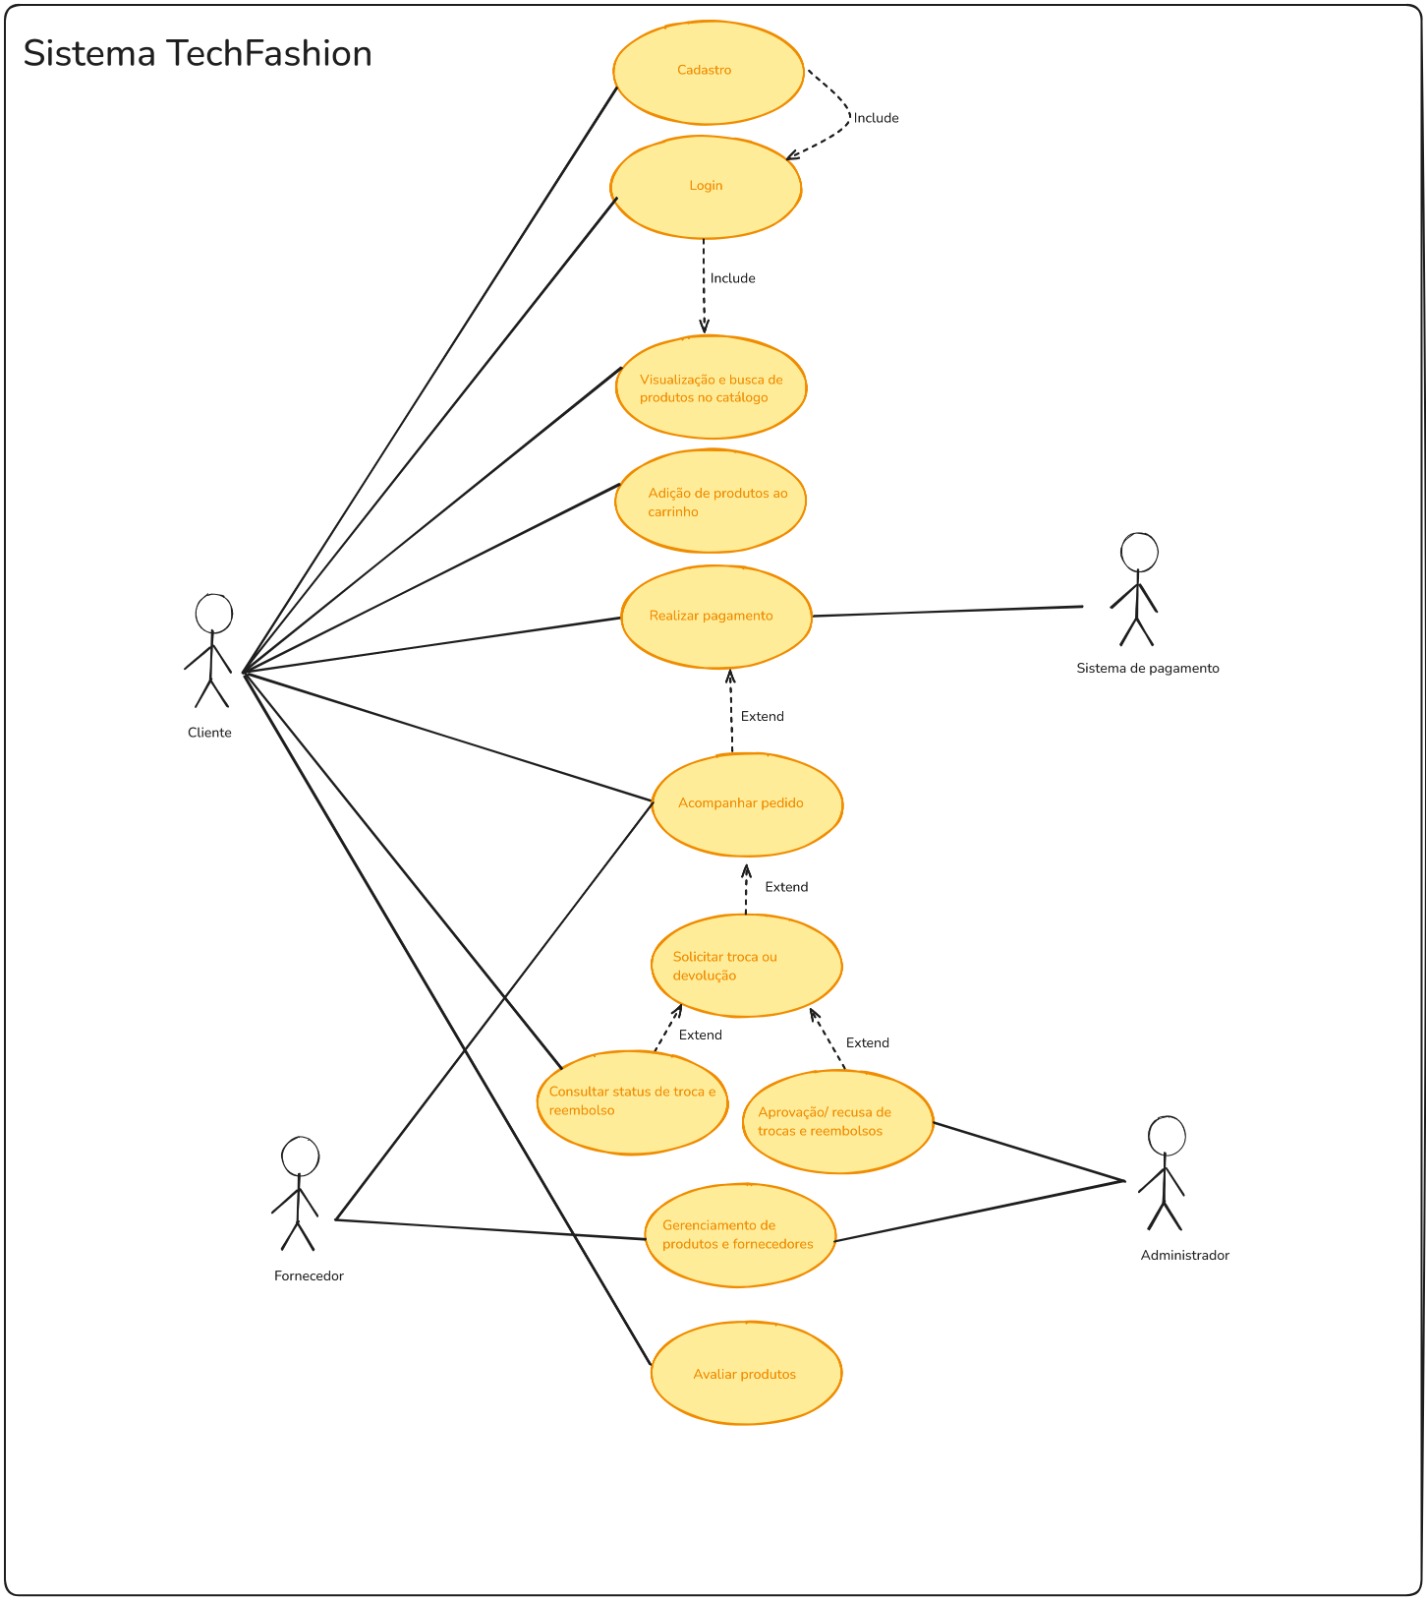 Sistema TechFashion
Cadastro
Include
Login
Include
Visualização e busca de
produtos no catálogo
Adição de produtos ao
carrinho
Realizar pagamento
Sistema de pagamento
Cliente
Extend
Acompanhar pedido
Extend
Solicitar troca ou
devolução
Extend
Extend
Consultar status de troca e
reembolso
Aprovação/ recusa de
trocas e reembolsos
Gerenciamento de
produtos e fornecedores
Administrador
Fornecedor
Avaliar produtos